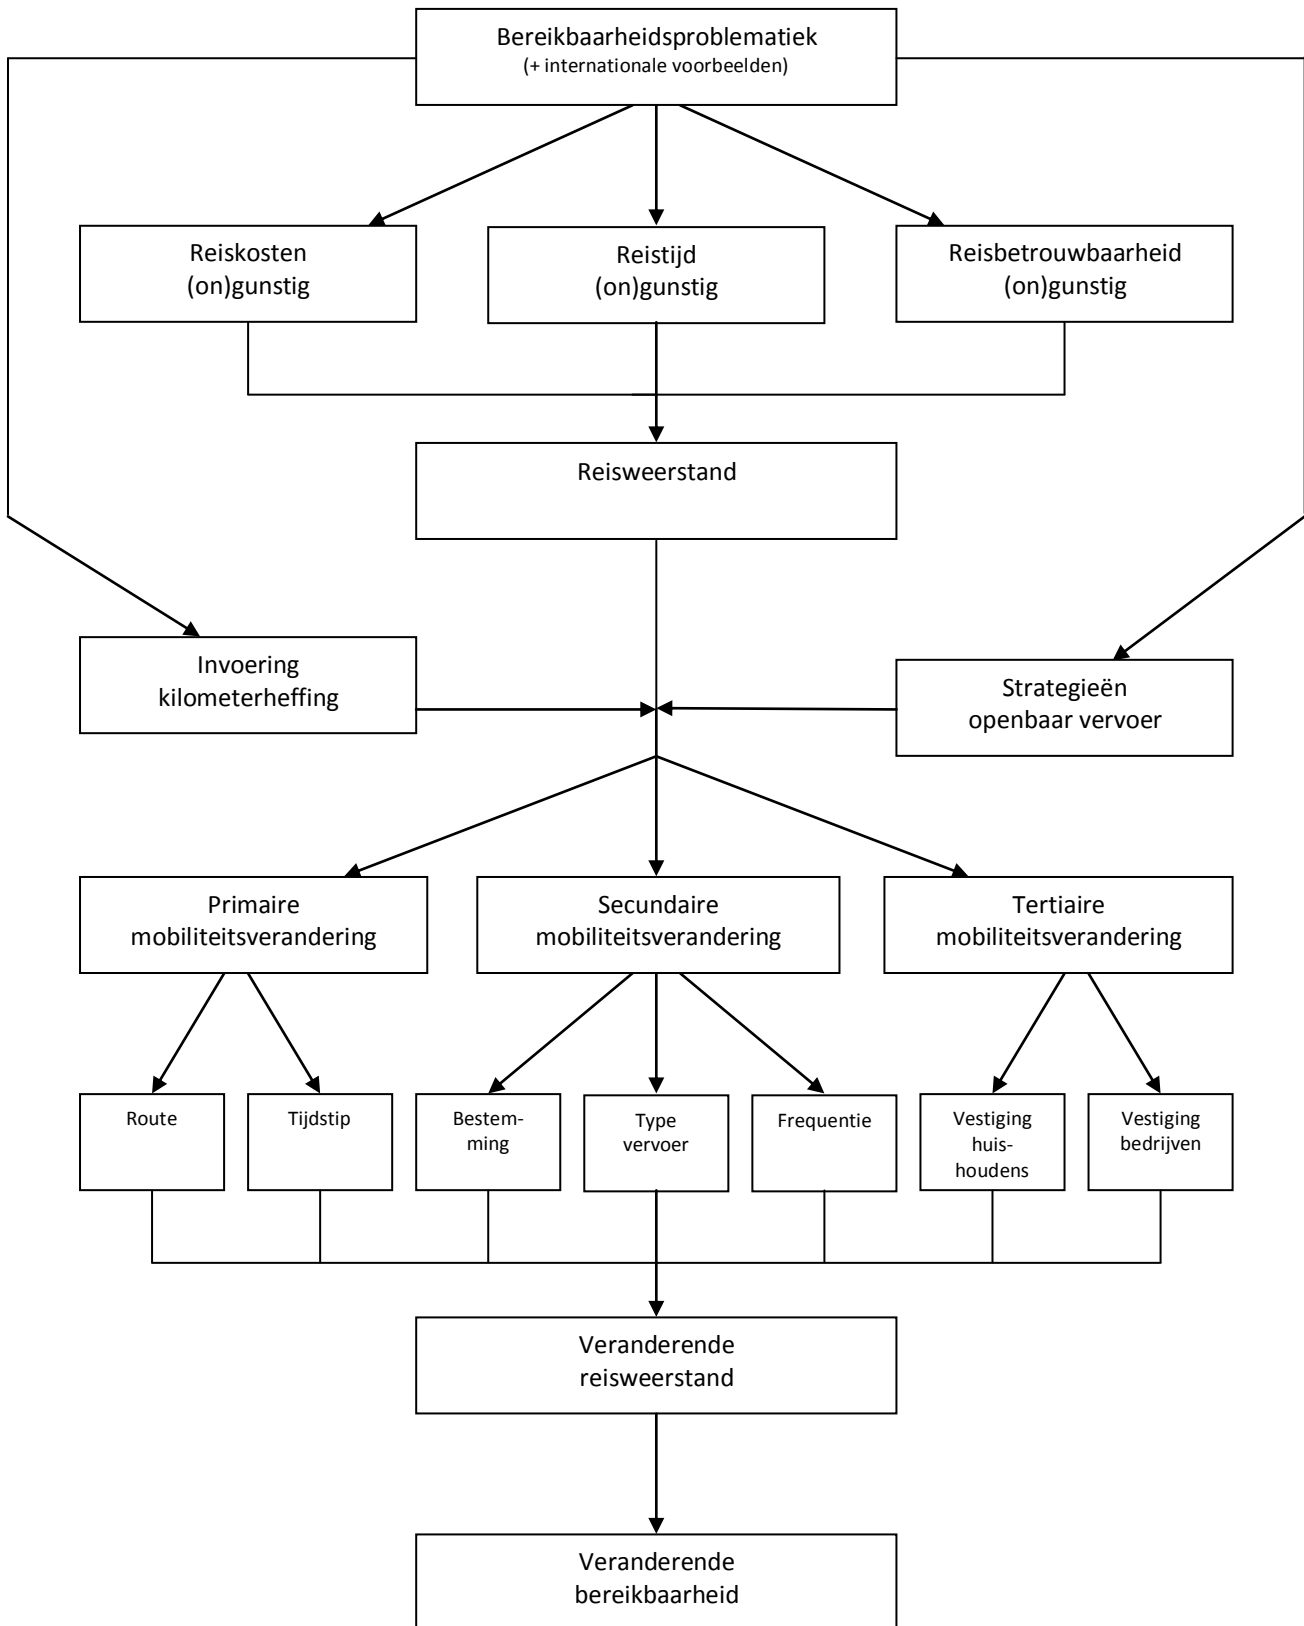 Bereikbaarheidsproblematiek
(+ internationale voorbeelden)
Reiskosten
(on)gunstig
Reistijd
(on)gunstig
Reisbetrouwbaarheid
(on)gunstig
Reisweerstand
Invoering
kilometerheffing
Strategieën
openbaar vervoer
Primaire
mobiliteitsverandering
Secundaire
mobiliteitsverandering
Tertiaire
mobiliteitsverandering
Route
Tijdstip
Bestem-
ming
Type
vervoer
Frequentie
Vestiging
huis-
houdens
Vestiging
bedrijven
Veranderende
reisweerstand
Veranderende
bereikbaarheid